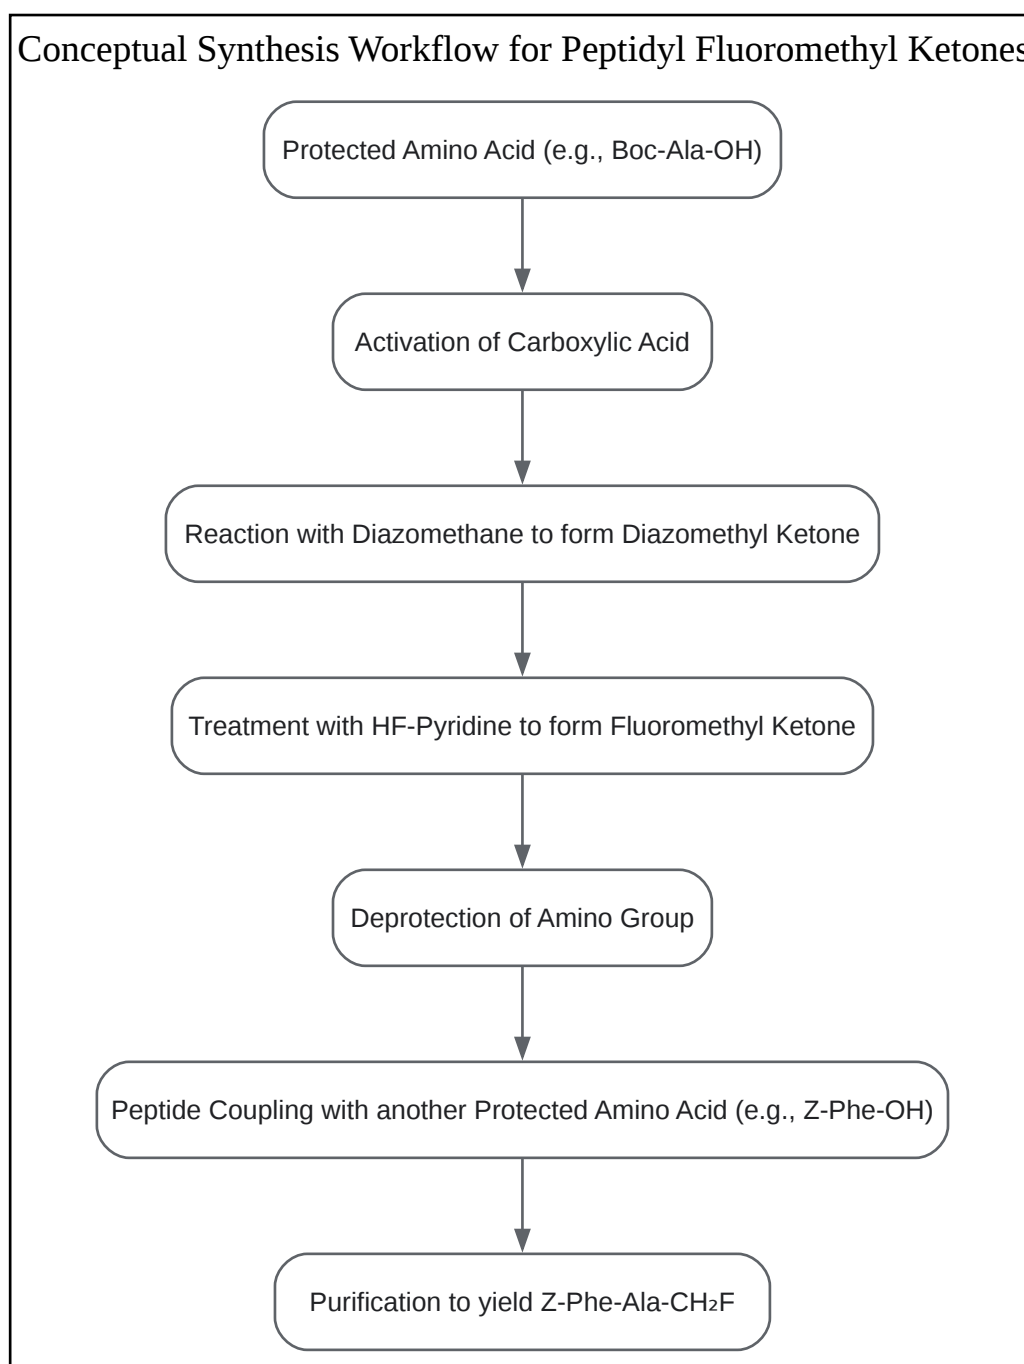 Conceptual Synthesis Workflow for Peptidyl Fluoromethyl Ketones
Protected Amino Acid (e.g., Boc-Ala-OH)
Activation of Carboxylic Acid
Reaction with Diazomethane to form Diazomethyl Ketone
Treatment with HF-Pyridine to form Fluoromethyl Ketone
Deprotection of Amino Group
Peptide Coupling with another Protected Amino Acid (e.g., Z-Phe-OH)
Purification to yield Z-Phe-Ala-CH₂F